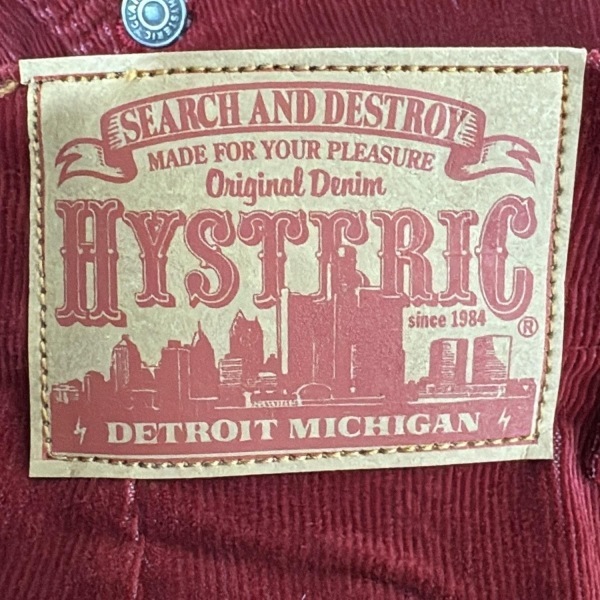 SEARCH AND DESTROY
MADE FOR YOUR PLEASURE
Original Denim
HYSTERIC
since 1984 ®
DETROIT MICHIGAN